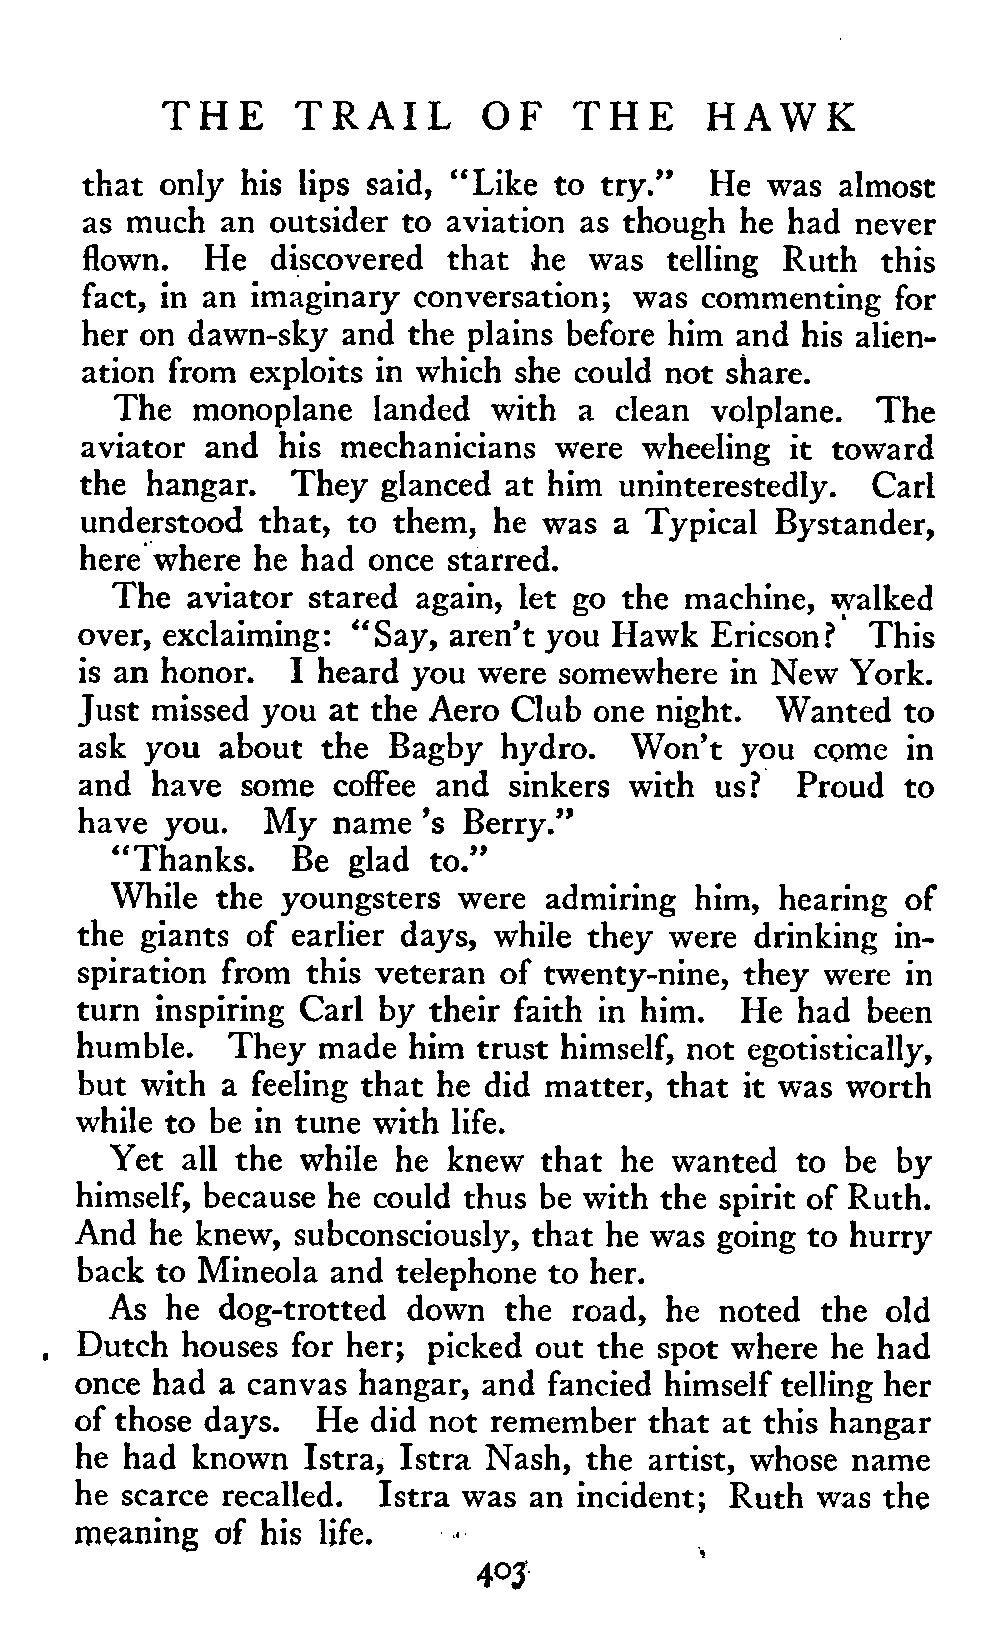 THE TRAIL OF THE HAWK
that only his lips said, "Like to try." He was almost
as much an outsider to aviation as though he had never
flown. He discovered that he was telling Ruth this
fact, in an imaginary conversation; was commenting for
her on dawn-sky and the plains before him and his alien-
ation from exploits in which she could not share.
The monoplane landed with a clean volplane. The
aviator and his mechanicians were wheeling it toward
the hangar. They glanced at him uninterestedly. Carl
understood that, to them, he was a Typical Bystander,
here where he had once starred.
The aviator stared again, let go the machine, walked
over, exclaiming: "Say, aren't you Hawk Ericson? This
is an honor. I heard you were somewhere in New York.
Just missed you at the Aero Club one night. Wanted to
ask you about the Bagby hydro. Won't you come in
and have some coffee and sinkers with us? Proud to
have you. My name 's Berry."
"Thanks. Be glad to."
While the youngsters were admiring him, hearing of
the giants of earlier days, while they were drinking in-
spiration from this veteran of twenty-nine, they were in
turn inspiring Carl by their faith in him. He had been
humble. They made him trust himself, not egotistically,
but with a feeling that he did matter, that it was worth
while to be in tune with life.
Yet all the while he knew that he wanted to be by
himself, because he could thus be with the spirit of Ruth.
And he knew, subconsciously, that he was going to hurry
back to Mineola and telephone to her.
As he dog-trotted down the road, he noted the old
Dutch houses for her; picked out the spot where he had
once had a canvas hangar, and fancied himself telling her
of those days. He did not remember that at this hangar
he had known Istra, Istra Nash, the artist, whose name
he scarce recalled. Istra was an incident; Ruth was the
meaning of his life.
403